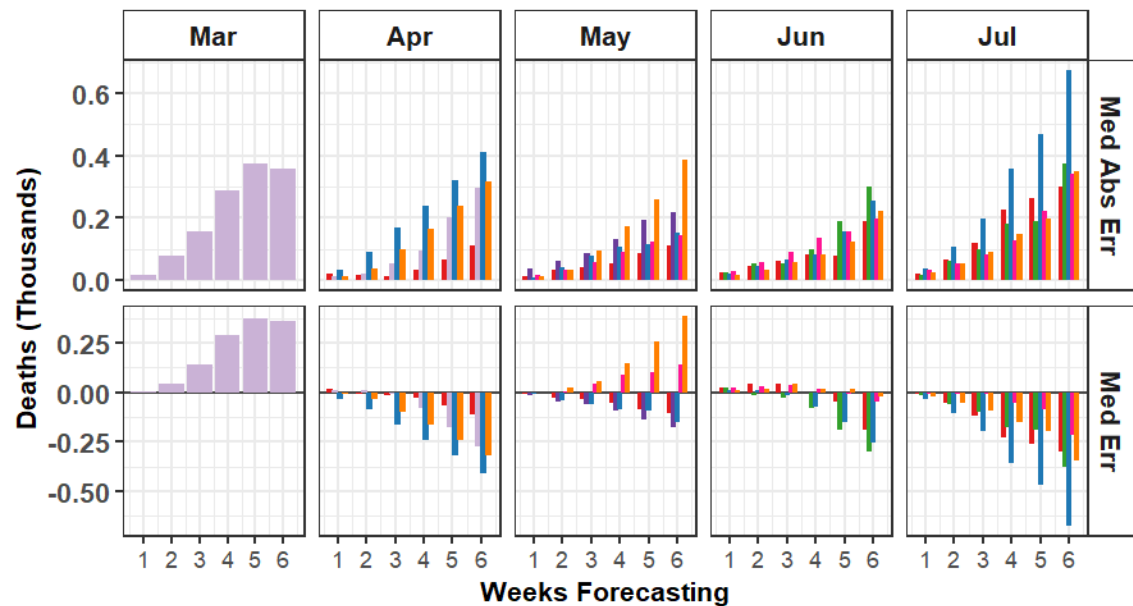 Mar Apr May Jun Jul
Deaths (Thousands)
0.6
0.4
0.2
0.0
Med Abs Err
0.25
0.00
-0.25
-0.50
Med Err
1 2 3 4 5 6 1 2 3 4 5 6 1 2 3 4 5 6 1 2 3 4 5 6 1 2 3 4 5 6
Weeks Forecasting